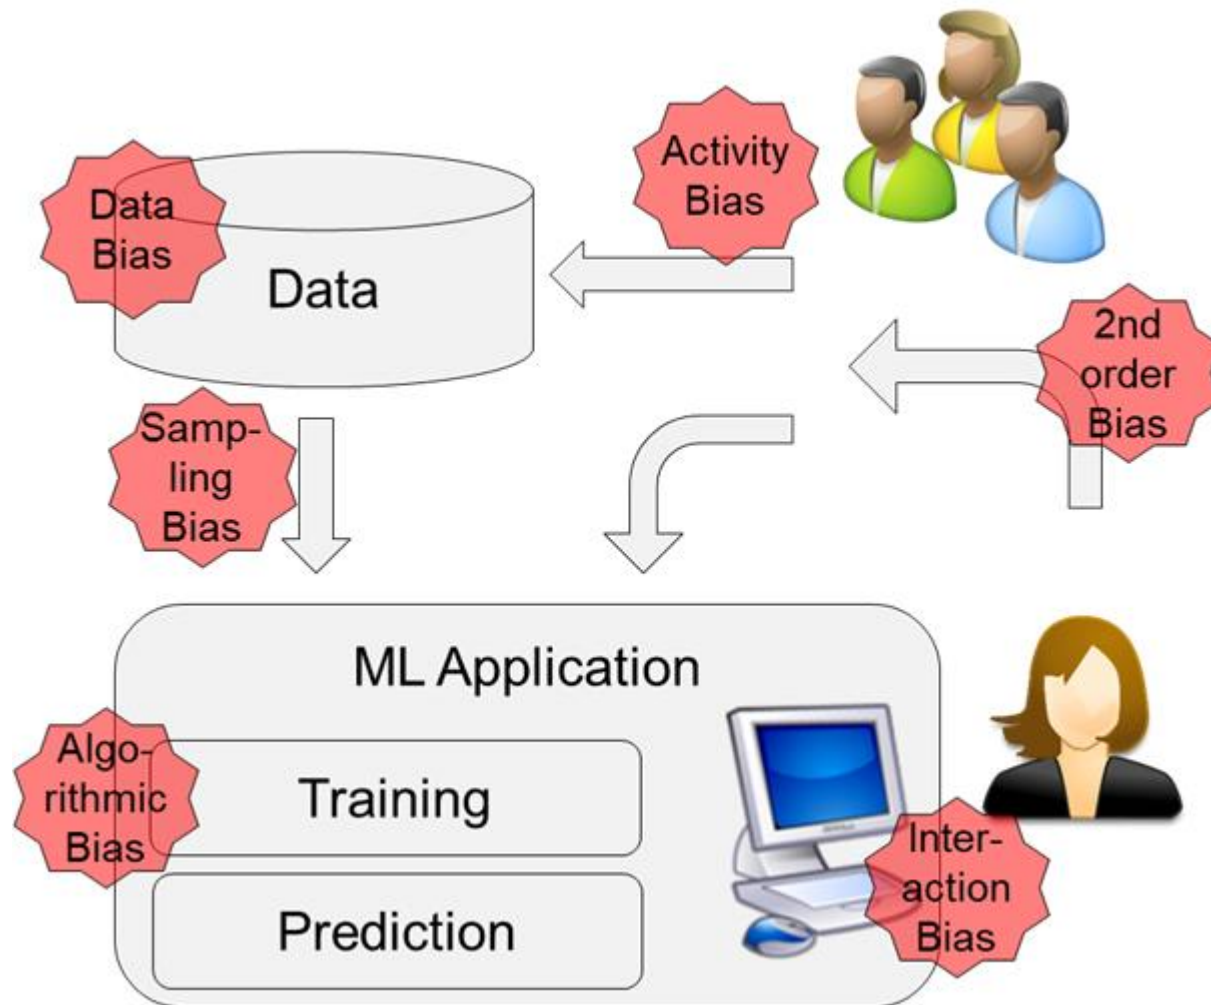 Activity
Bias
Data
Bias
Data
2nd
order
Bias
Samp-
ling
Bias
ML Application
Algo-
rithmic
Bias
Training
Inter-
action
Bias
Prediction